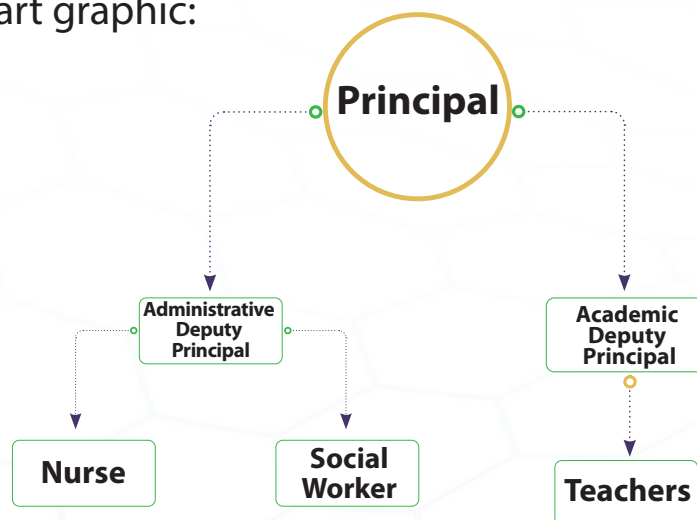 art graphic:
Principal
Administrative
Deputy
Principal
Academic
Deputy
Principal
Nurse
Social
Worker
Teachers